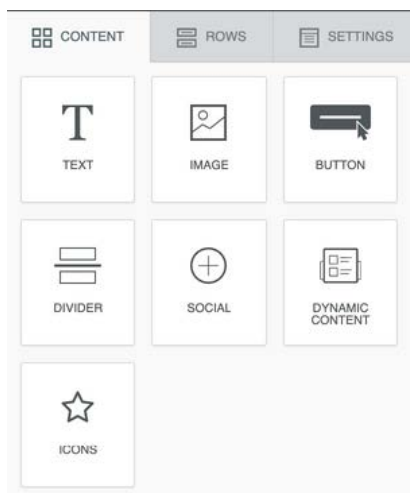 CONTENT
ROWS
SETTINGS
TEXT
IMAGE
BUTTON
DIVIDER
SOCIAL
DYNAMIC
CONTENT
ICONS